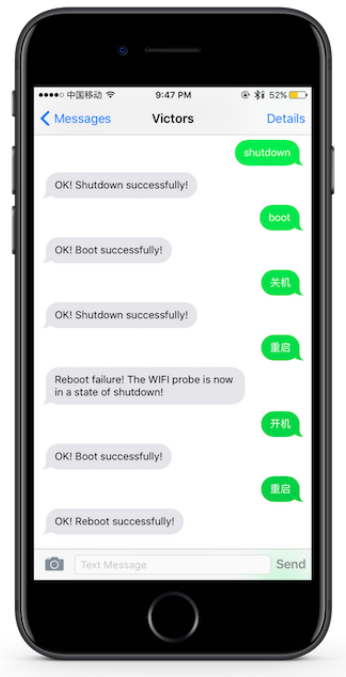 中国移动 9:47 PM 52%
Messages Victors Details
shutdown
OK! Shutdown successfully!
boot
OK! Boot successfully!
关机
OK! Shutdown successfully!
重启
Reboot failure! The WIFI probe is now
in a state of shutdown!
开机
OK! Boot successfully!
重启
OK! Reboot successfully!
Text Message Send